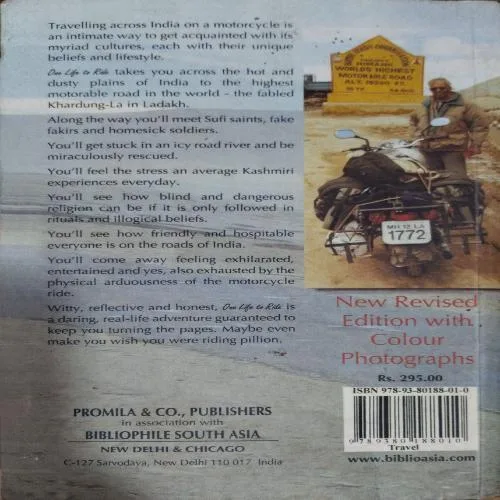 Travelling across India on a motorcycle is
an intimate way to get acquainted with its
myriad cultures, each with their unique
beliefs and lifestyle.
One Life to Ride takes you across the hot and
dusty plains of India to the highest
motorable road in the world - the fabled
Khardung-La in Ladakh.
Along the way you'll meet Sufi saints, fake
fakirs and homesick soldiers.
You'll get stuck in an icy road river and be
miraculously rescued.
You'll feel the stress an average Kashmiri
experiences everyday.
You'll see how blind and dangerous
religion can be if it is only followed in
rituals and illogical beliefs.
You'll see how friendly and hospitable
everyone is on the roads of India.
You'll come away feeling exhilarated,
entertained and yes, also exhausted by the
physical arduousness of the motorcycle
ride.
Witty, reflective and honest, One Life to Ride is
a daring, real-life adventure guaranteed to
keep you turning the pages. Maybe even
make you wish you were riding pillion.
PROMILA & CO., PUBLISHERS
in association with
BIBLIOPHILE SOUTH ASIA
NEW DELHI & CHICAGO
C-127 Sarvodaya, New Delhi 110 017 India
HIMANK
WORLD'S HIGHEST
MOTORABLE ROAD
MH 12 LA
1772
New Revised
Edition with
Colour
Photographs
Rs. 295.00
ISBN 978-93-80188-01-0
9 789380 188010
Travel
www.biblioasia.com